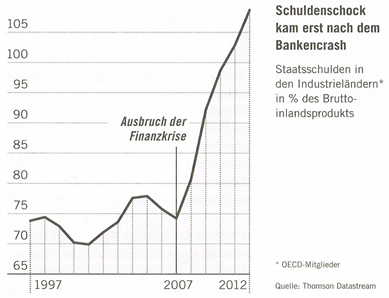 Schuldenschock
kam erst nach dem
Bankencrash
Staatsschulden in
den Industrieländern*
in % des Brutto-
inlandsprodukts
105
100
95
90
85
80
75
70
65
Ausbruch der
Finanzkrise
1997
2007
2012
* OECD-Mitglieder
Quelle: Thomson Datastream